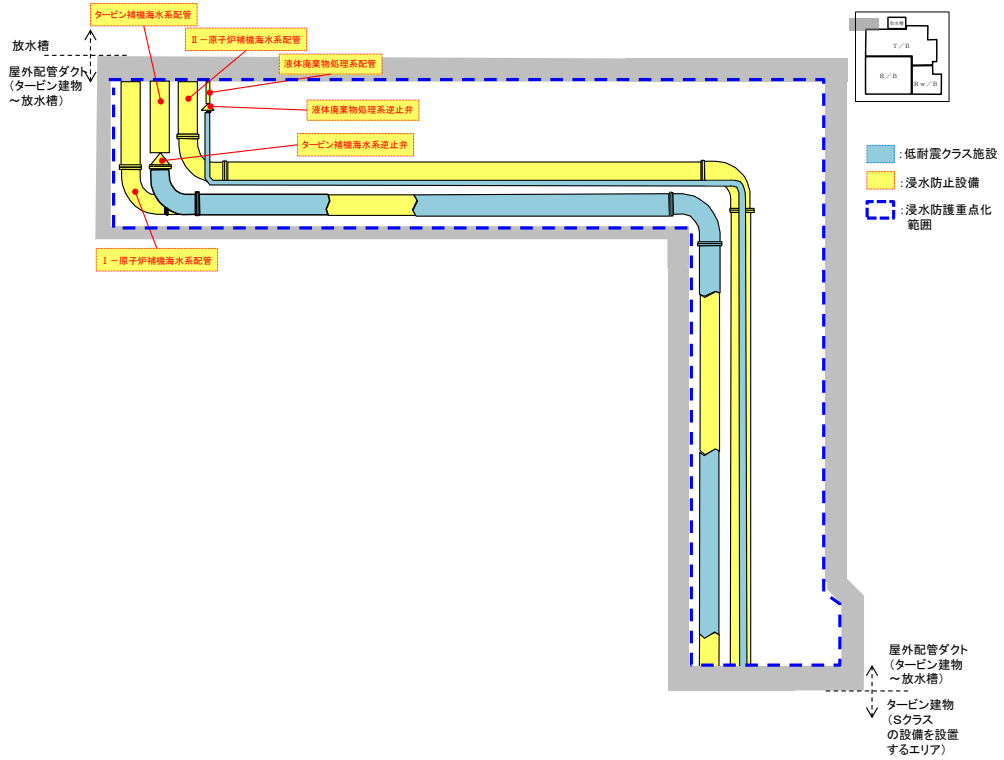 タービン補機海水系配管
Ⅱ－原子炉補機海水系配管
液体廃棄物処理系配管
液体廃棄物処理系逆止弁
タービン補機海水系逆止弁
Ⅰ－原子炉補機海水系配管
放水槽
屋外配管ダクト
（タービン建物
～放水槽）
取水槽
Ｔ／Ｂ
Ｒ／Ｂ
Ｒｗ／Ｂ
：低耐震クラス施設
：浸水防止設備
：浸水防護重点化
範囲
屋外配管ダクト
（タービン建物
～放水槽）
タービン建物
（Sクラス
の設備を設置
するエリア）